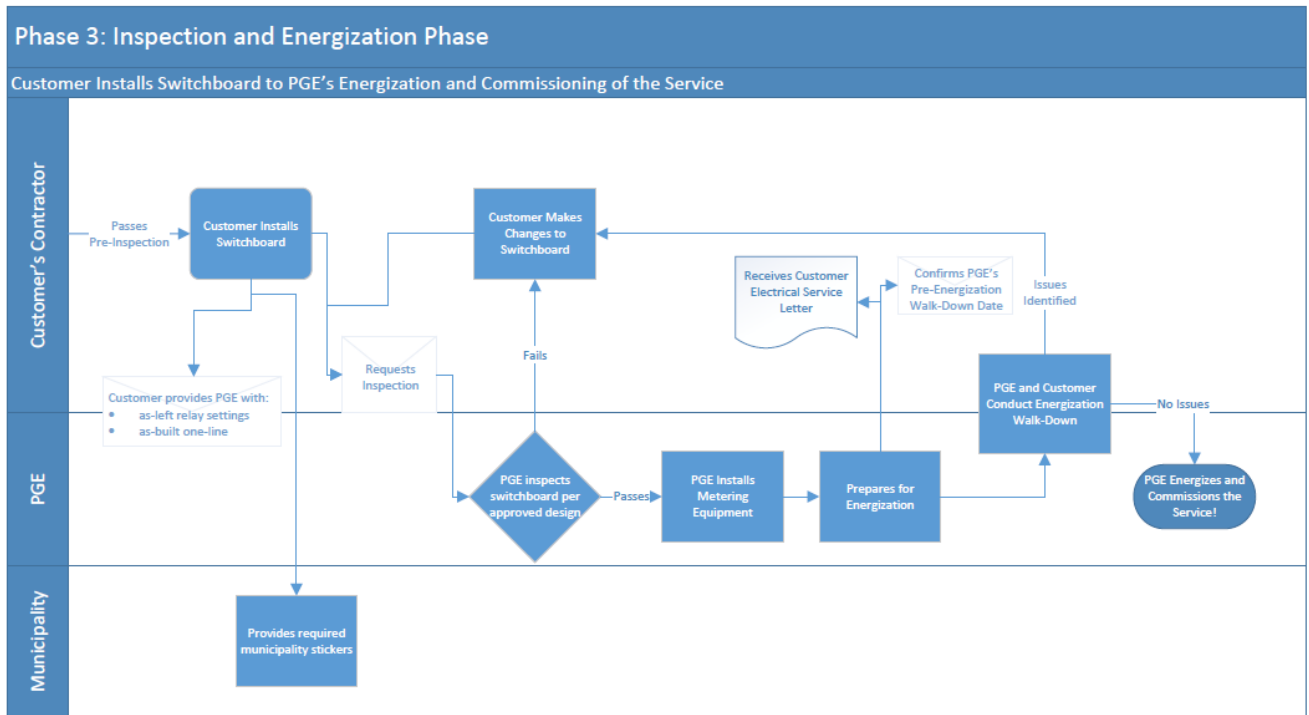 Phase 3: Inspection and Energization Phase
Customer Installs Switchboard to PGE's Energization and Commissioning of the Service
Customer's Contractor
Passes
Pre-Inspection
Customer Installs
Switchboard
Customer Makes
Changes to
Switchboard
Receives Customer
Electrical Service
Letter
Confirms PGE's
Pre-Energization
Walk-Down Date
Issues
Identified
Requests
Inspection
Fails
Customer provides PGE with:
• as-left relay settings
• as-built one-line
PGE and Customer
Conduct Energization
Walk-Down
No Issues
PGE
PGE inspects
switchboard per
approved design
Passes
PGE Installs
Metering
Equipment
Prepares for
Energization
PGE Energizes and
Commissions the
Service!
Municipality
Provides required
municipality stickers